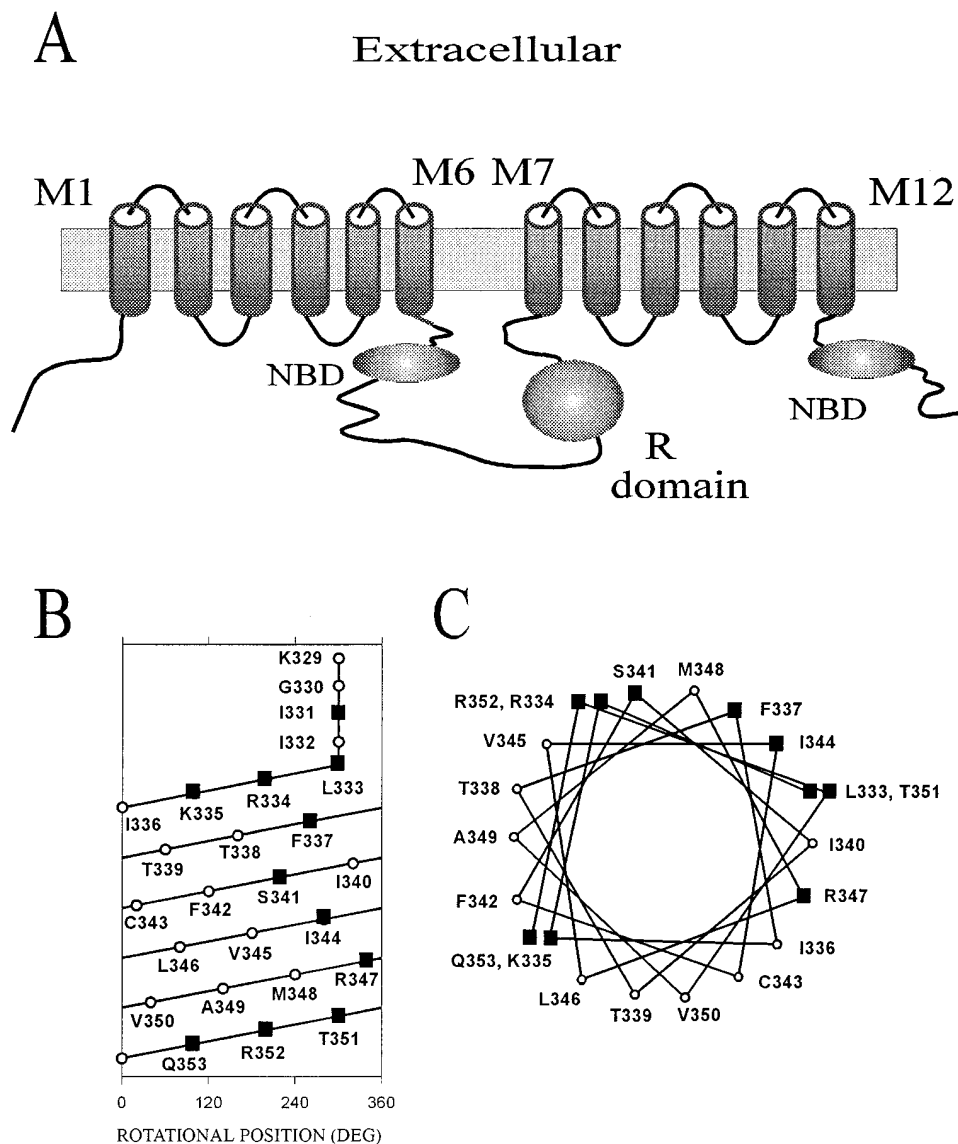 A
Extracellular
M1
M6 M7
M12
NBD
NBD
R
domain
B
K329
G330
I331
I332
L333
R334
K335
I336
F337
T338
T339
I340
S341
F342
C343
I344
V345
L346
R347
M348
A349
V350
T351
R352
Q353
0 120 240 360
ROTATIONAL POSITION (DEG)
C
S341
M348
R352, R334
F337
V345
I344
T338
L333, T351
A349
I340
F342
R347
Q353, K335
I336
L346
C343
T339
V350